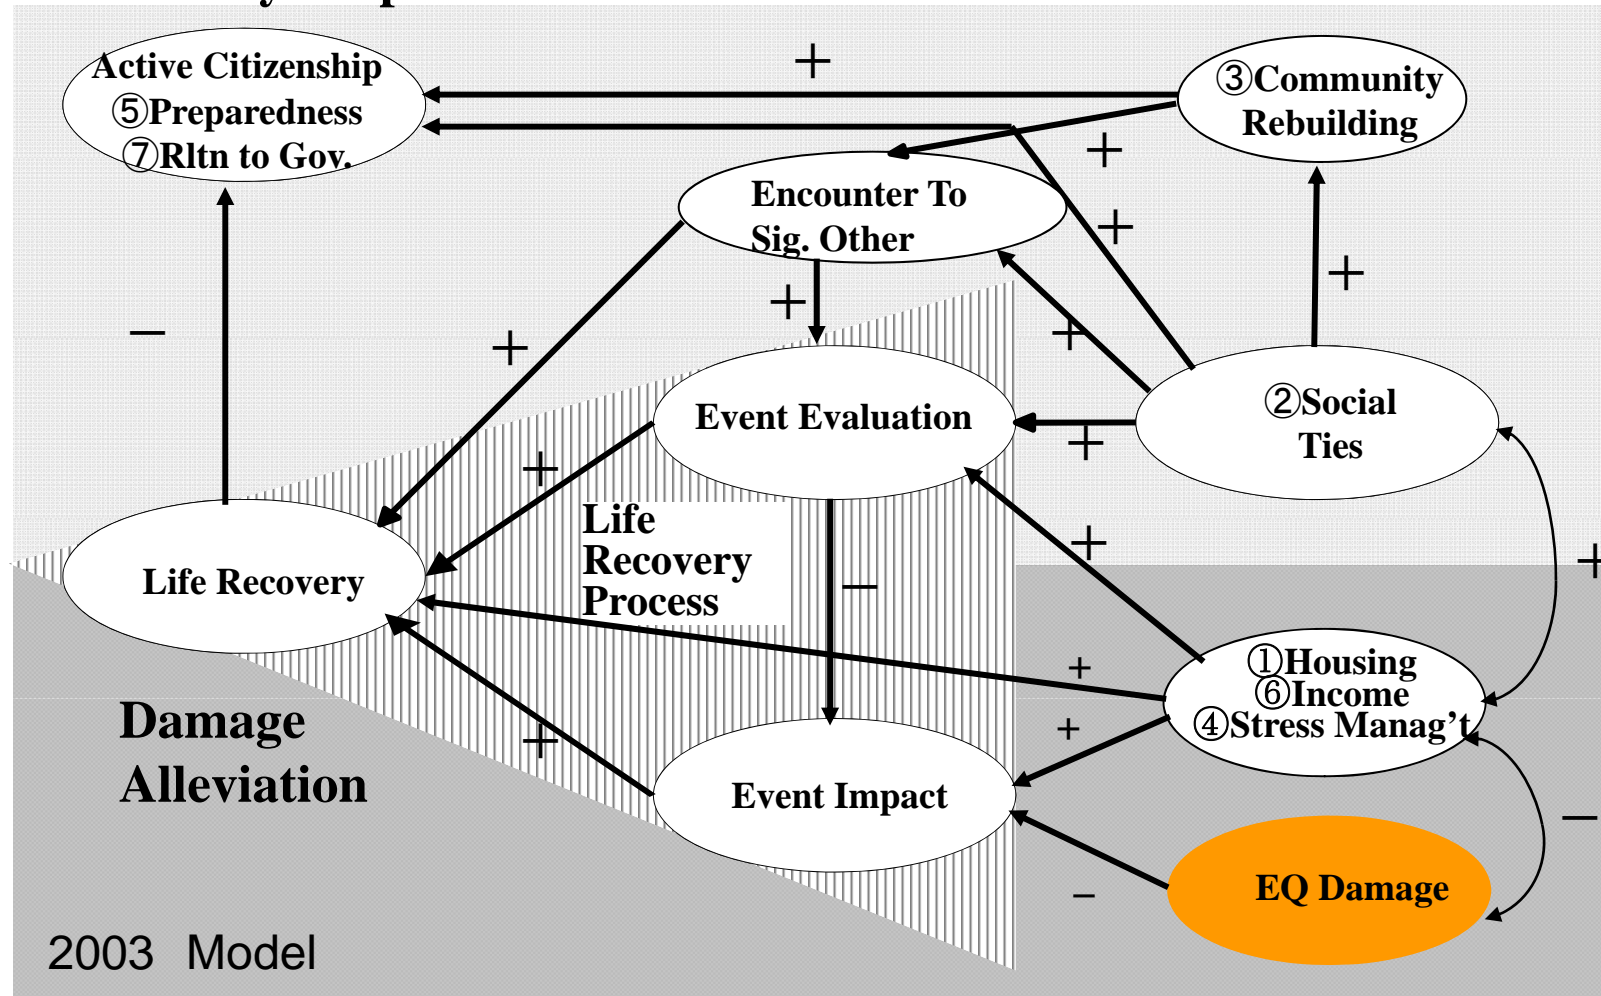 Active Citizenship
⑤Preparedness
⑦Rltn to Gov.
+
③Community
Rebuilding
+
Encounter To
Sig. Other
+
+
+
−
+
+
②Social
Ties
Event Evaluation
+
+
Life
Recovery
Process
+
+
Life Recovery
−
①Housing
⑥Income
④Stress Manag't
+
+
Damage
Alleviation
+
Event Impact
−
EQ Damage
−
2003 Model